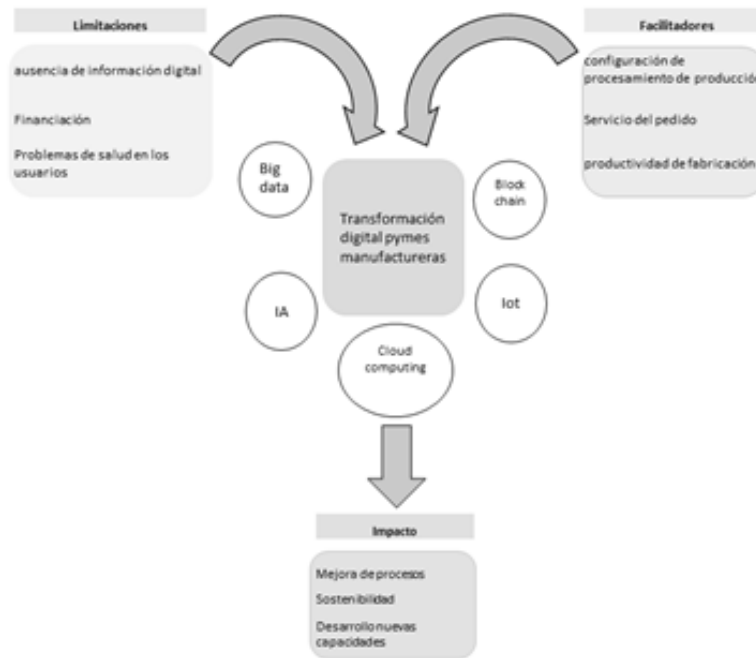 Limitaciones
ausencia de información digital
Financiación
Problemas de salud en los
usuarios
Facilitadores
configuración de
procesamiento de producció
Servicio del pedido
productividad de fabricación
Big
data
Block
chain
Transformación
digital pymes
manufactureras
IA
Iot
Cloud
computing
Impacto
Mejora de procesos
Sostenibilidad
Desarrollo nuevas
capacidades